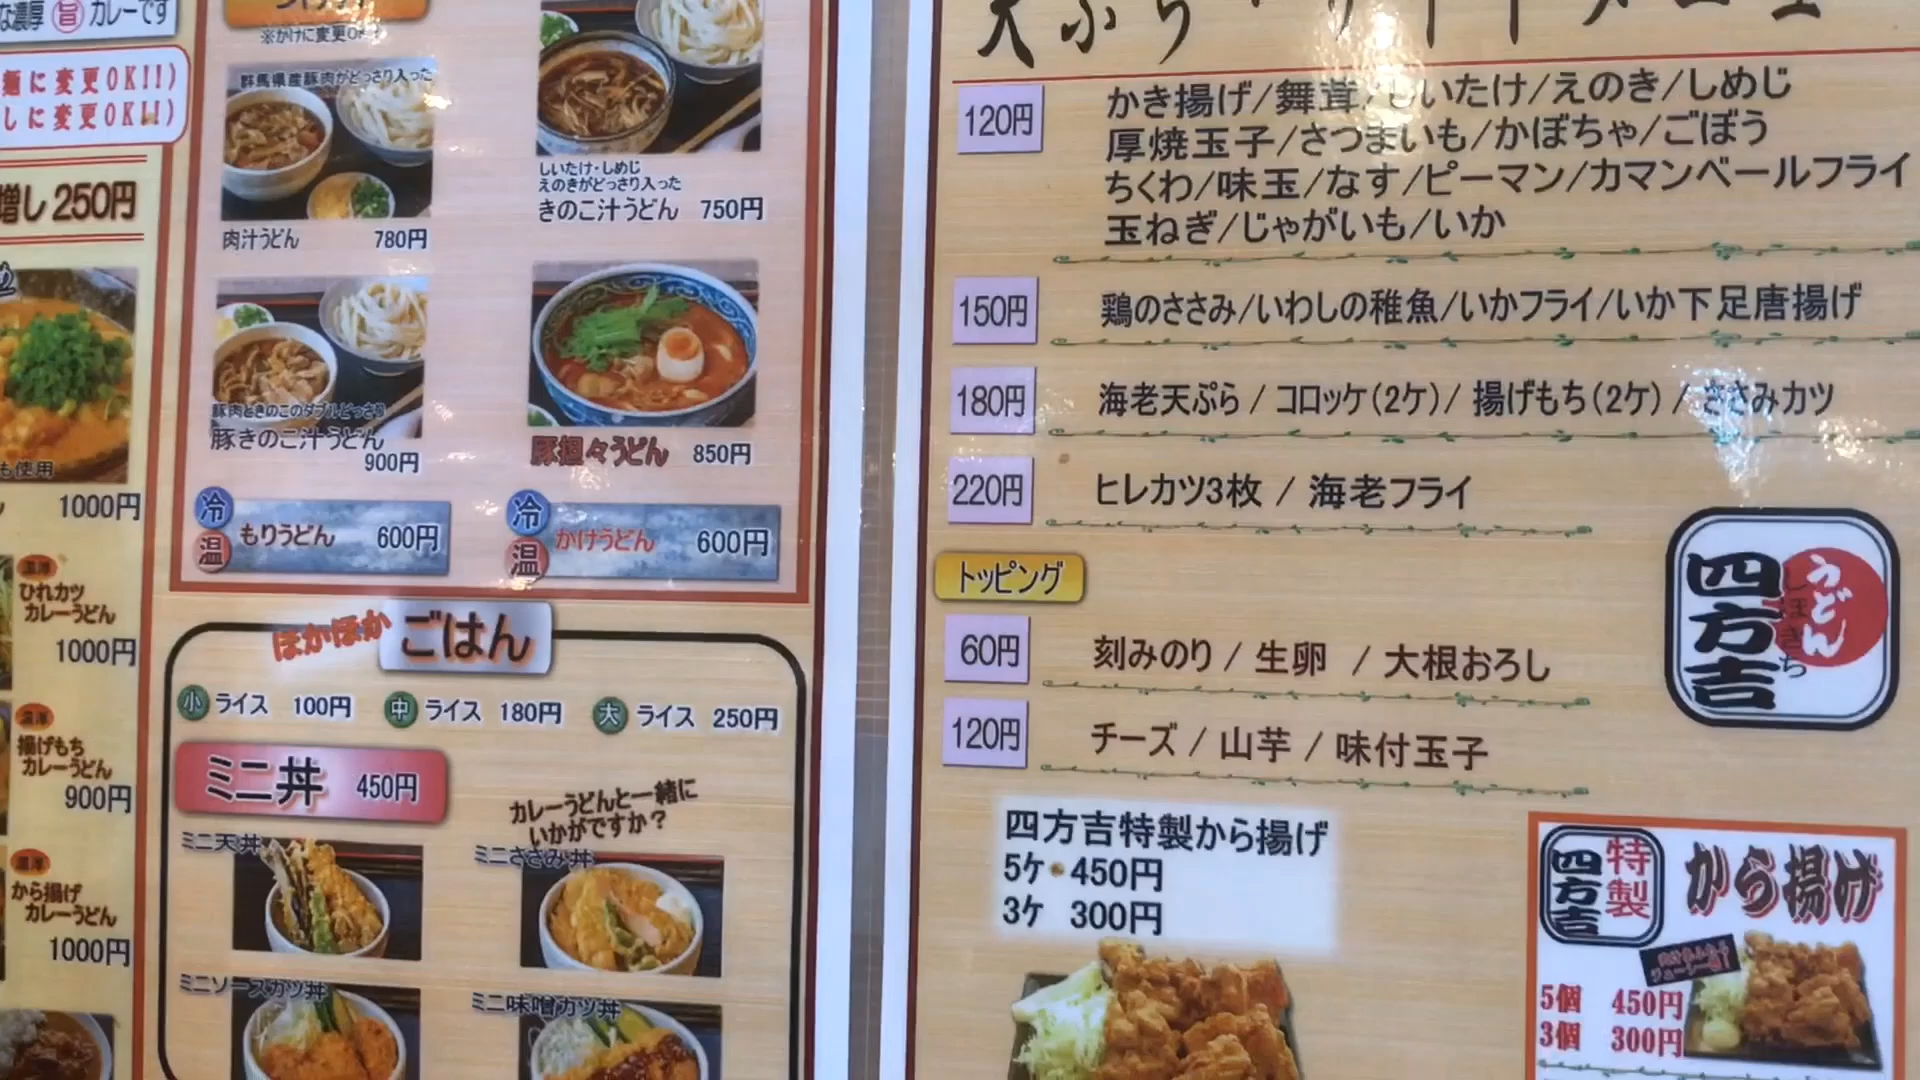 な濃厚 旨 カレーです
麺に変更OK!!)
しに変更OK!!)
増し 250円
も使用
1000円
温澤
ひれカツ
カレーうどん
1000円
揚げもち
カレーうどん
900円
から揚げ
カレーうどん
1000円
※かけに変更OK!
群馬県産豚肉がどっさり入った
肉汁うどん 780円
しいたけ・しめじ
えのきがどっさり入った
きのこ汁うどん 750円
豚肉ときのこのダブルどっさり
豚きのこ汁うどん
900円
豚担々うどん 850円
冷 温 もりうどん 600円
冷 温 かけうどん 600円
ほかほか ごはん
小 ライス 100円 中 ライス 180円 大 ライス 250円
ミニ丼 450円
カレーうどんと一緒に
いかがですか?
ミニ天丼
ミニささみ丼
ミニソースカツ丼
ミニ味噌カツ丼
天ぷら・サイドメニュー
120円 かき揚げ/舞茸/しいたけ/えのき/しめじ
厚焼玉子/さつまいも/かぼちゃ/ごぼう
ちくわ/味玉/なす/ピーマン/カマンベールフライ
玉ねぎ/じゃがいも/いか
150円 鶏のささみ/いわしの稚魚/いかフライ/いか下足唐揚げ
180円 海老天ぷら / コロッケ(2ケ)/ 揚げもち(2ケ) / ささみカツ
220円 ヒレカツ3枚 / 海老フライ
トッピング
60円 刻みのり / 生卵 / 大根おろし
120円 チーズ / 山芋 / 味付玉子
うどん
四方吉
しほきち
四方吉特製から揚げ
5ケ 450円
3ケ 300円
四方吉 特製 から揚げ
5個 450円
3個 300円